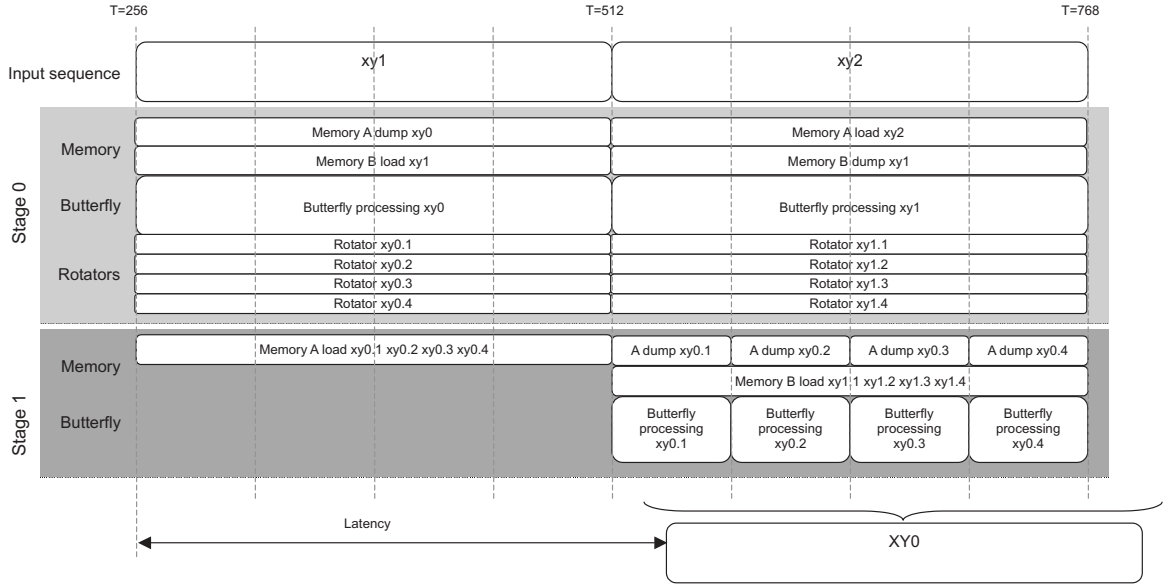 T=256 T=512 T=768
Input sequence xy1 xy2
Stage 0
Memory
Memory A dump xy0 Memory A load xy2
Memory B load xy1 Memory B dump xy1
Butterfly Butterfly processing xy0 Butterfly processing xy1
Rotators
Rotator xy0.1 Rotator xy1.1
Rotator xy0.2 Rotator xy1.2
Rotator xy0.3 Rotator xy1.3
Rotator xy0.4 Rotator xy1.4
Stage 1
Memory
Memory A load xy0.1 xy0.2 xy0.3 xy0.4 A dump xy0.1 A dump xy0.2 A dump xy0.3 A dump xy0.4
Memory B load xy1.1 xy1.2 xy1.3 xy1.4
Butterfly
Butterfly Butterfly Butterfly Butterfly
processing processing processing processing
xy0.1 xy0.2 xy0.3 xy0.4
Latency
XY0